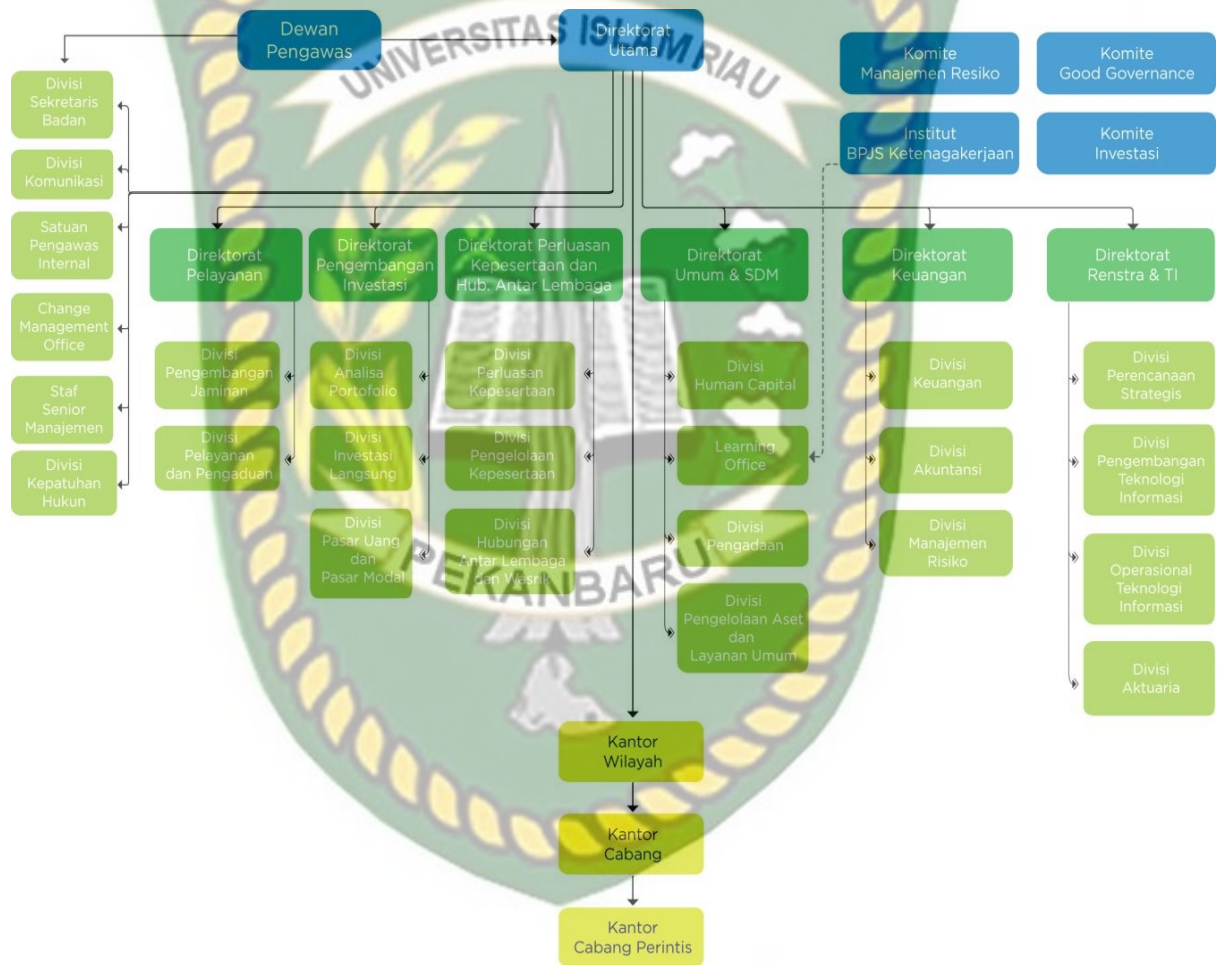 Dewan
Pengawas
Direktorat
Utama
UNIVERSITAS ISLAM RIAU
Komite
Manajemen Resiko
Komite
Good Governance
Institut
BPJS Ketenagakerjaan
Komite
Investasi
Divisi
Sekretaris
Badan
Divisi
Komunikasi
Satuan
Pengawas
Internal
Change
Management
Office
Staf
Senior
Manajemen
Divisi
Kepatuhan
Hukun
Direktorat
Pelayanan
Direktorat
Pengembangan
Investasi
Direktorat Perluasan
Kepesertaan dan
Hub. Antar Lembaga
Direktorat
Umum & SDM
Direktorat
Keuangan
Direktorat
Renstra & TI
Divisi
Pengembangan
Jaminan
Divisi
Pelayanan
dan Pengaduan
Divisi
Analisa
Portofolio
Divisi
Investasi
Langsung
Divisi
Pasar Uang
dan
Pasar Modal
Divisi
Perluasan
Kepesertaan
Divisi
Pengelolaan
Kepesertaan
Divisi
Hubungan
Antar Lembaga
dan Wasrik
Divisi
Human Capital
Learning
Office
Divisi
Pengadaan
Divisi
Pengelolaan Aset
dan
Layanan Umum
Divisi
Keuangan
Divisi
Akuntansi
Divisi
Manajemen
Risiko
Divisi
Perencanaan
Strategis
Divisi
Pengembangan
Teknologi
Informasi
Divisi
Operasional
Teknologi
Informasi
Divisi
Aktuaria
PEKANBARU
Kantor
Wilayah
Kantor
Cabang
Kantor
Cabang Perintis